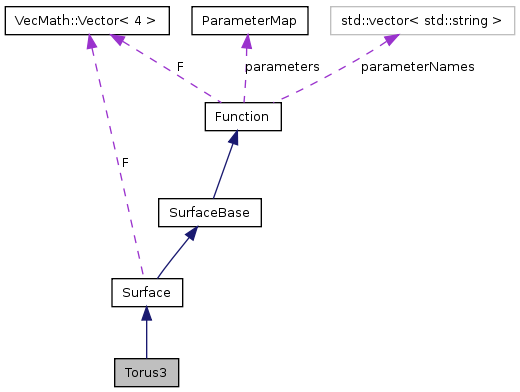 VecMath::Vector< 4 >
ParameterMap
std::vector< std::string >
F
parameters
parameterNames
Function
F
SurfaceBase
Surface
Torus3